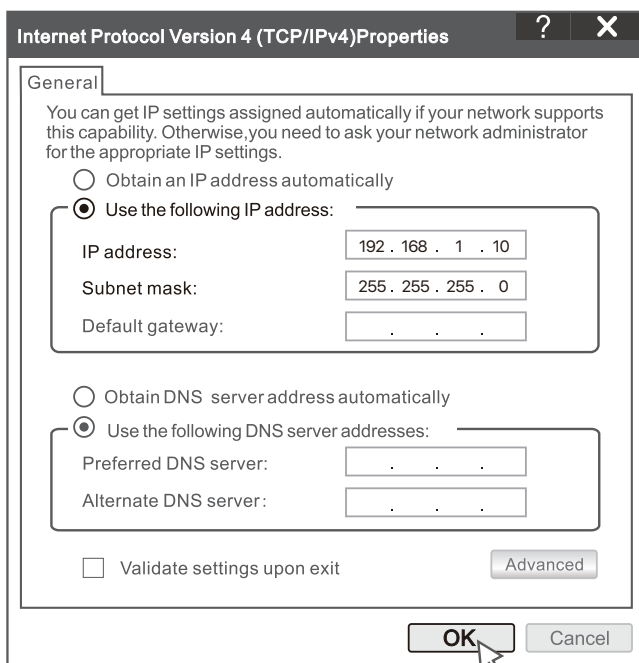 Internet Protocol Version 4 (TCP/IPv4)Properties ? X
General
You can get IP settings assigned automatically if your network supports
this capability. Otherwise,you need to ask your network administrator
for the appropriate IP settings.
Obtain an IP address automatically
Use the following IP address:
IP address: 192 . 168 . 1 . 10
Subnet mask: 255 . 255 . 255 . 0
Default gateway: . . .
Obtain DNS server address automatically
Use the following DNS server addresses:
Preferred DNS server: . . .
Alternate DNS server: . . .
Validate settings upon exit Advanced
OK Cancel